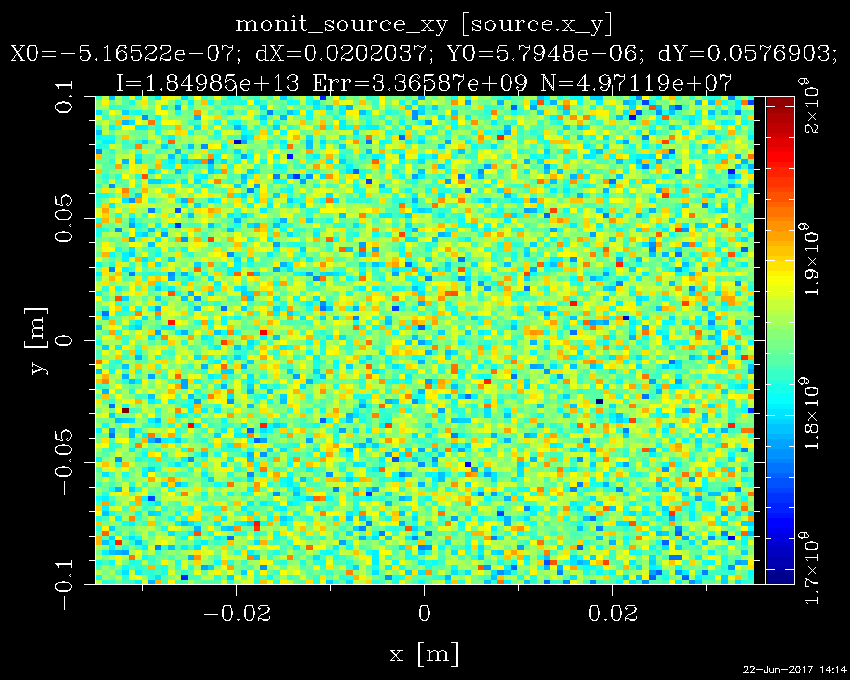 monit_source_xy [source.x_y]
X0=-5.16522e-07; dX=0.0202037; Y0=5.7948e-06; dY=0.0576903;
I=1.84985e+13 Err=3.36587e+09 N=4.97119e+07
0.1
0.05
0
-0.05
-0.1
y [m]
-0.02
0
0.02
x [m]
2×10⁹
1.9×10⁹
1.8×10⁹
1.7×10⁹
22-Jun-2017 14:14